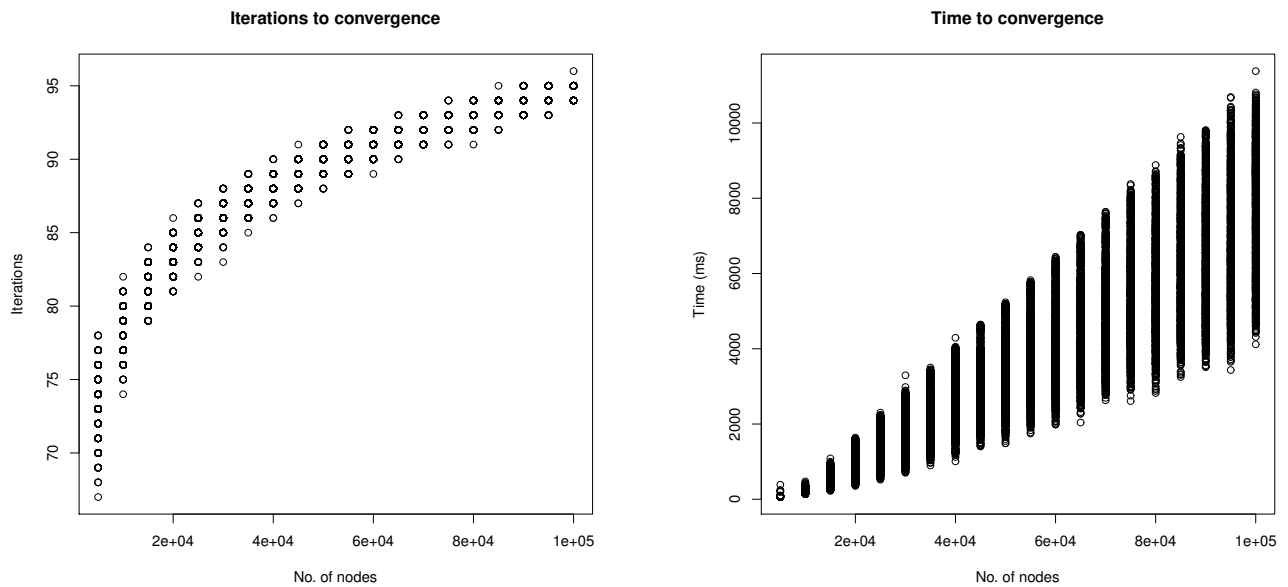 Iterations to convergence
95
90
85
80
75
70
Iterations
2e+04 4e+04 6e+04 8e+04 1e+05
No. of nodes
Time to convergence
10000
8000
6000
4000
2000
0
Time (ms)
2e+04 4e+04 6e+04 8e+04 1e+05
No. of nodes